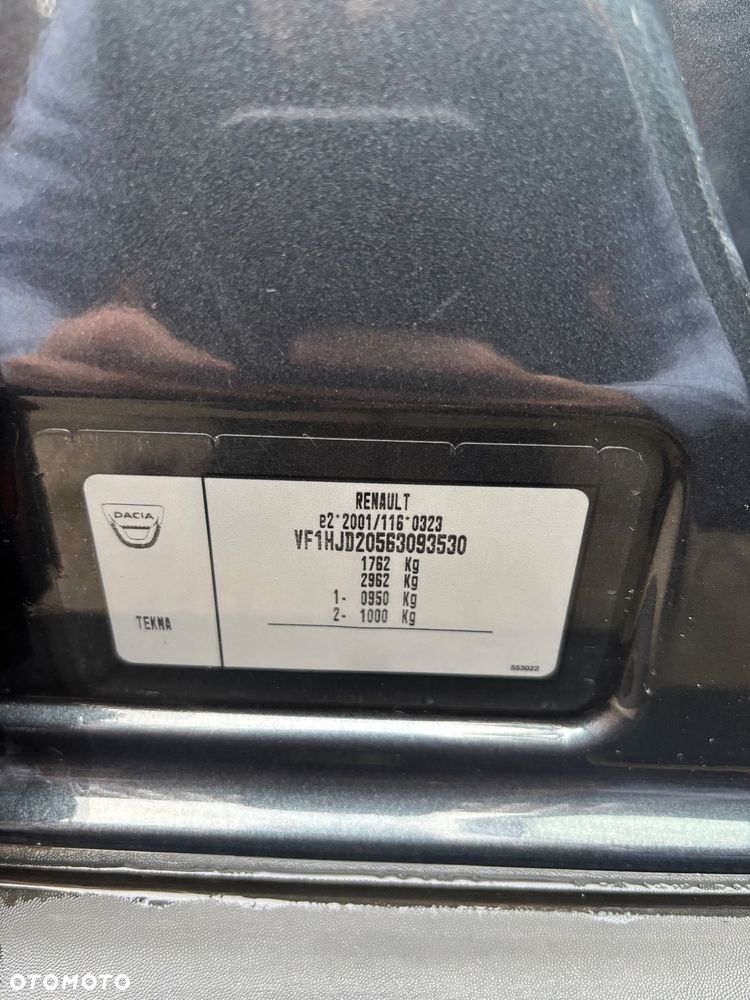 DACIA
TEKNA
RENAULT
e2*2001/116*0323
VF1HJD20563093530
1762 Kg
2962 Kg
1- 0950 Kg
2- 1000 Kg
553022
OTOMOTO